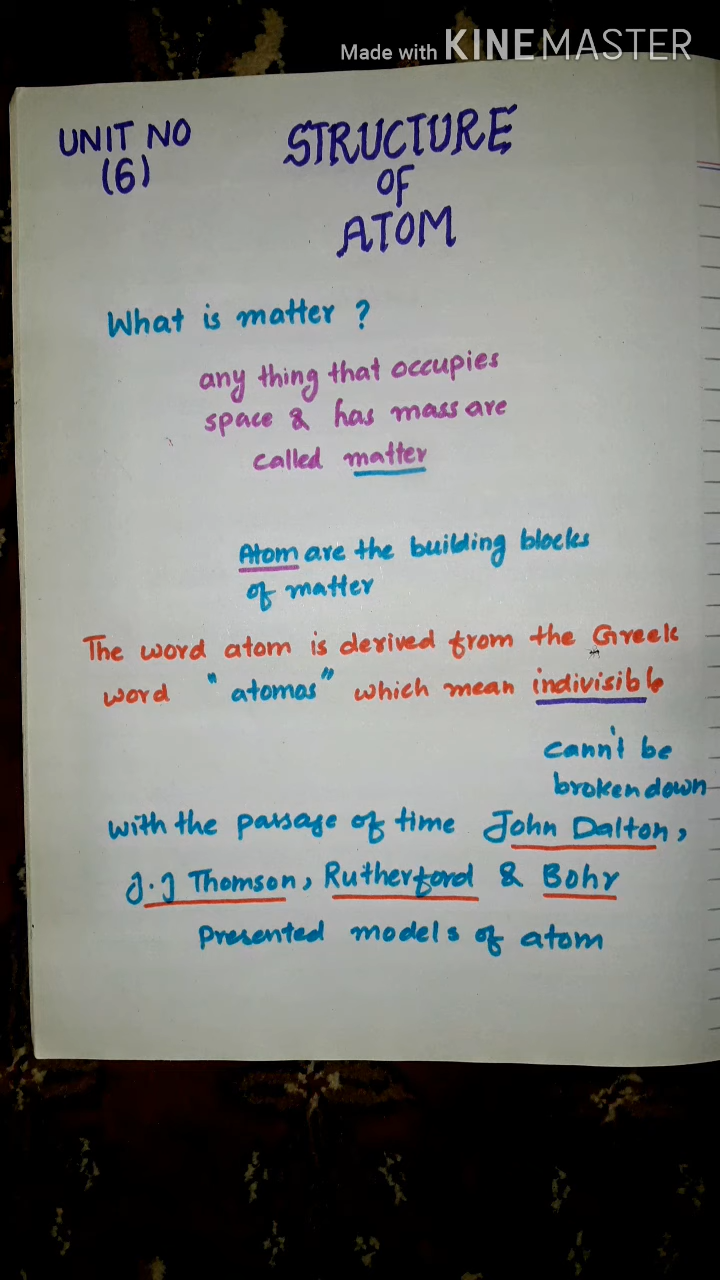 Made with KINEMASTER
UNIT NO
(6)
STRUCTURE
OF
ATOM
What is matter ?
any thing that occupies
space & has mass are
called matter
Atom are the building blocks
of matter
The word atom is derived from the Greek
word "atomos" which mean indivisible
cann't be
broken down
with the passage of time John Dalton,
J.J Thomson, Rutherford & Bohr
Presented models of atom